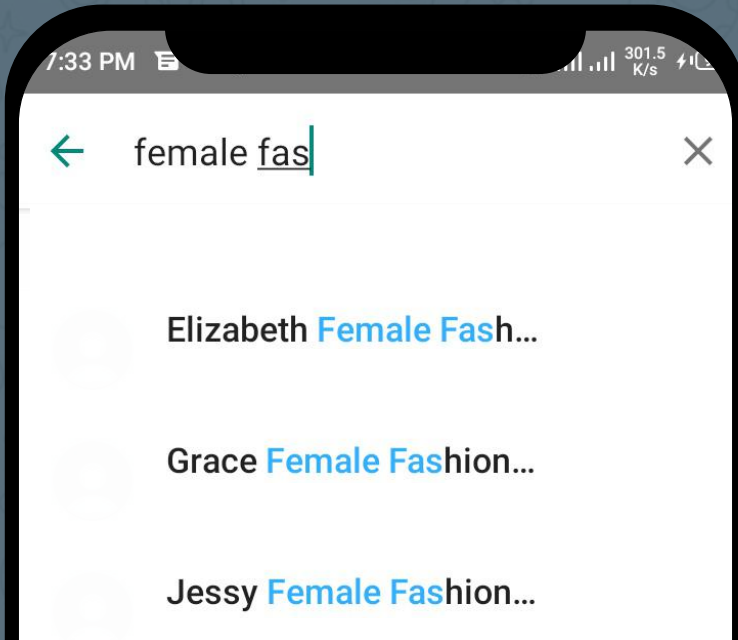 7:33 PM 301.5 K/s
female fas
Elizabeth Female Fash...
Grace Female Fashion...
Jessy Female Fashion...